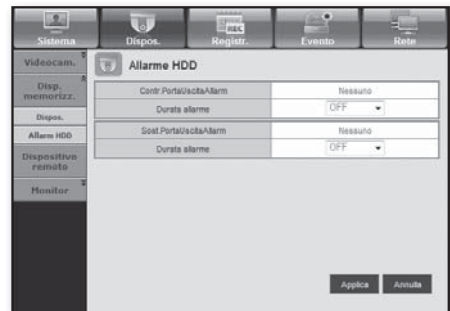 Sistema
Dispos.
REC
Registr.
Evento
Rete
Videocam.
Disp.
memorizz.
Dispos.
Allarm HDD
Dispositivo
remoto
Monitor
Allarme HDD
Contr.PortaUscitaAllarm
Nessuno
Durata allarme
OFF
Sost.PortaUscitaAllarm
Nessuno
Durata allarme
OFF
Applica
Annulla